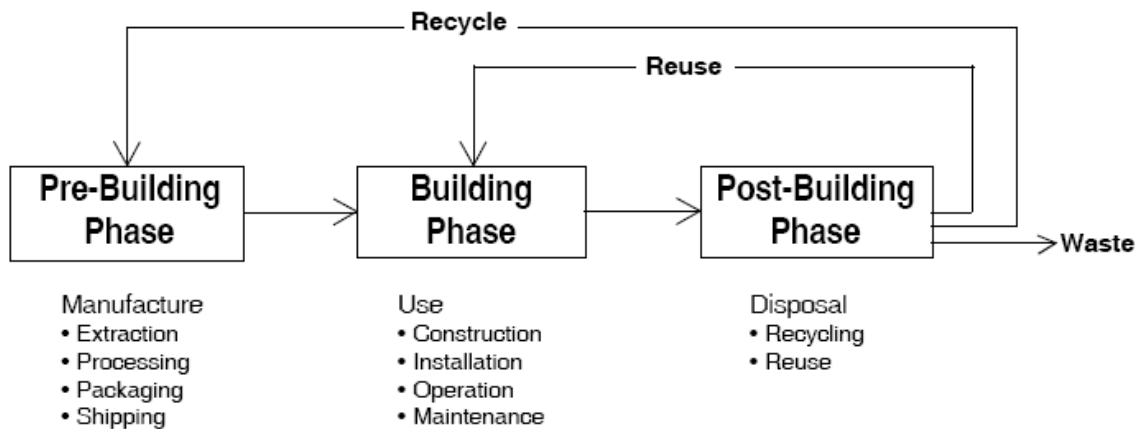 Recycle
Reuse
Pre-Building
Phase
Building
Phase
Post-Building
Phase
Waste
Manufacture
• Extraction
• Processing
• Packaging
• Shipping
Use
• Construction
• Installation
• Operation
• Maintenance
Disposal
• Recycling
• Reuse